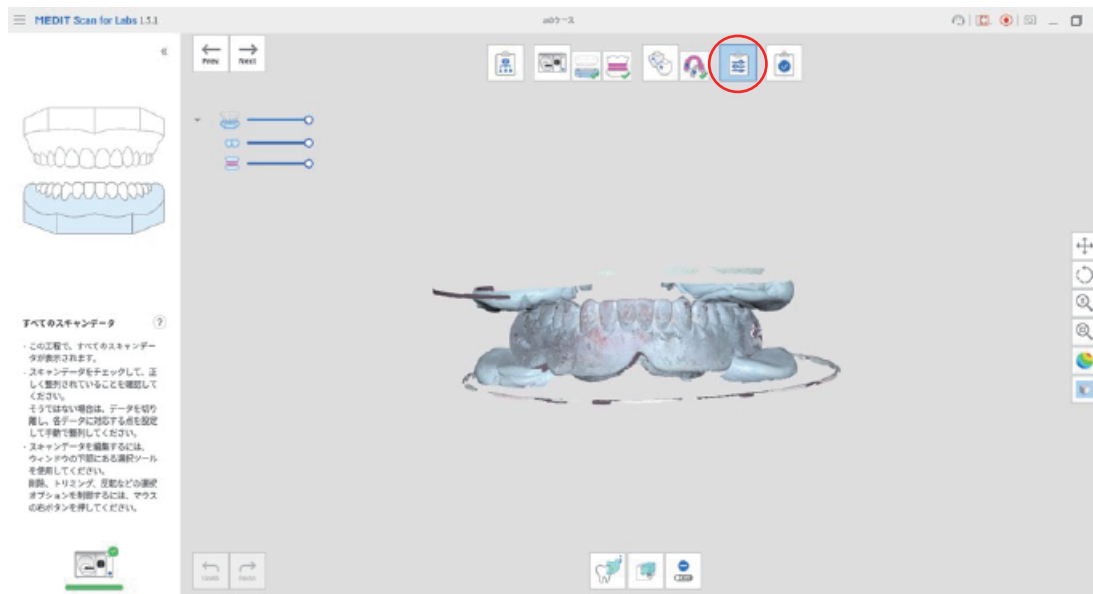 MEDIT Scan for Labs 1.5.1
aoケース
Prev
Next
すべてのスキャンデータ
?
・この工程で、すべてのスキャンデー
タが表示されます。
・スキャンデータをチェックして、正
しく整列されていることを確認して
ください。
そうではない場合は、データを切り
離し、各データに対応する点を設定
して手動で整列してください。
・スキャンデータを編集するには、
ウィンドウの下部にある選択ツール
を使用してください。
削除、トリミング、反転などの選択
オプションを制御するには、マウス
の右ボタンを押してください。
Undo
Redo